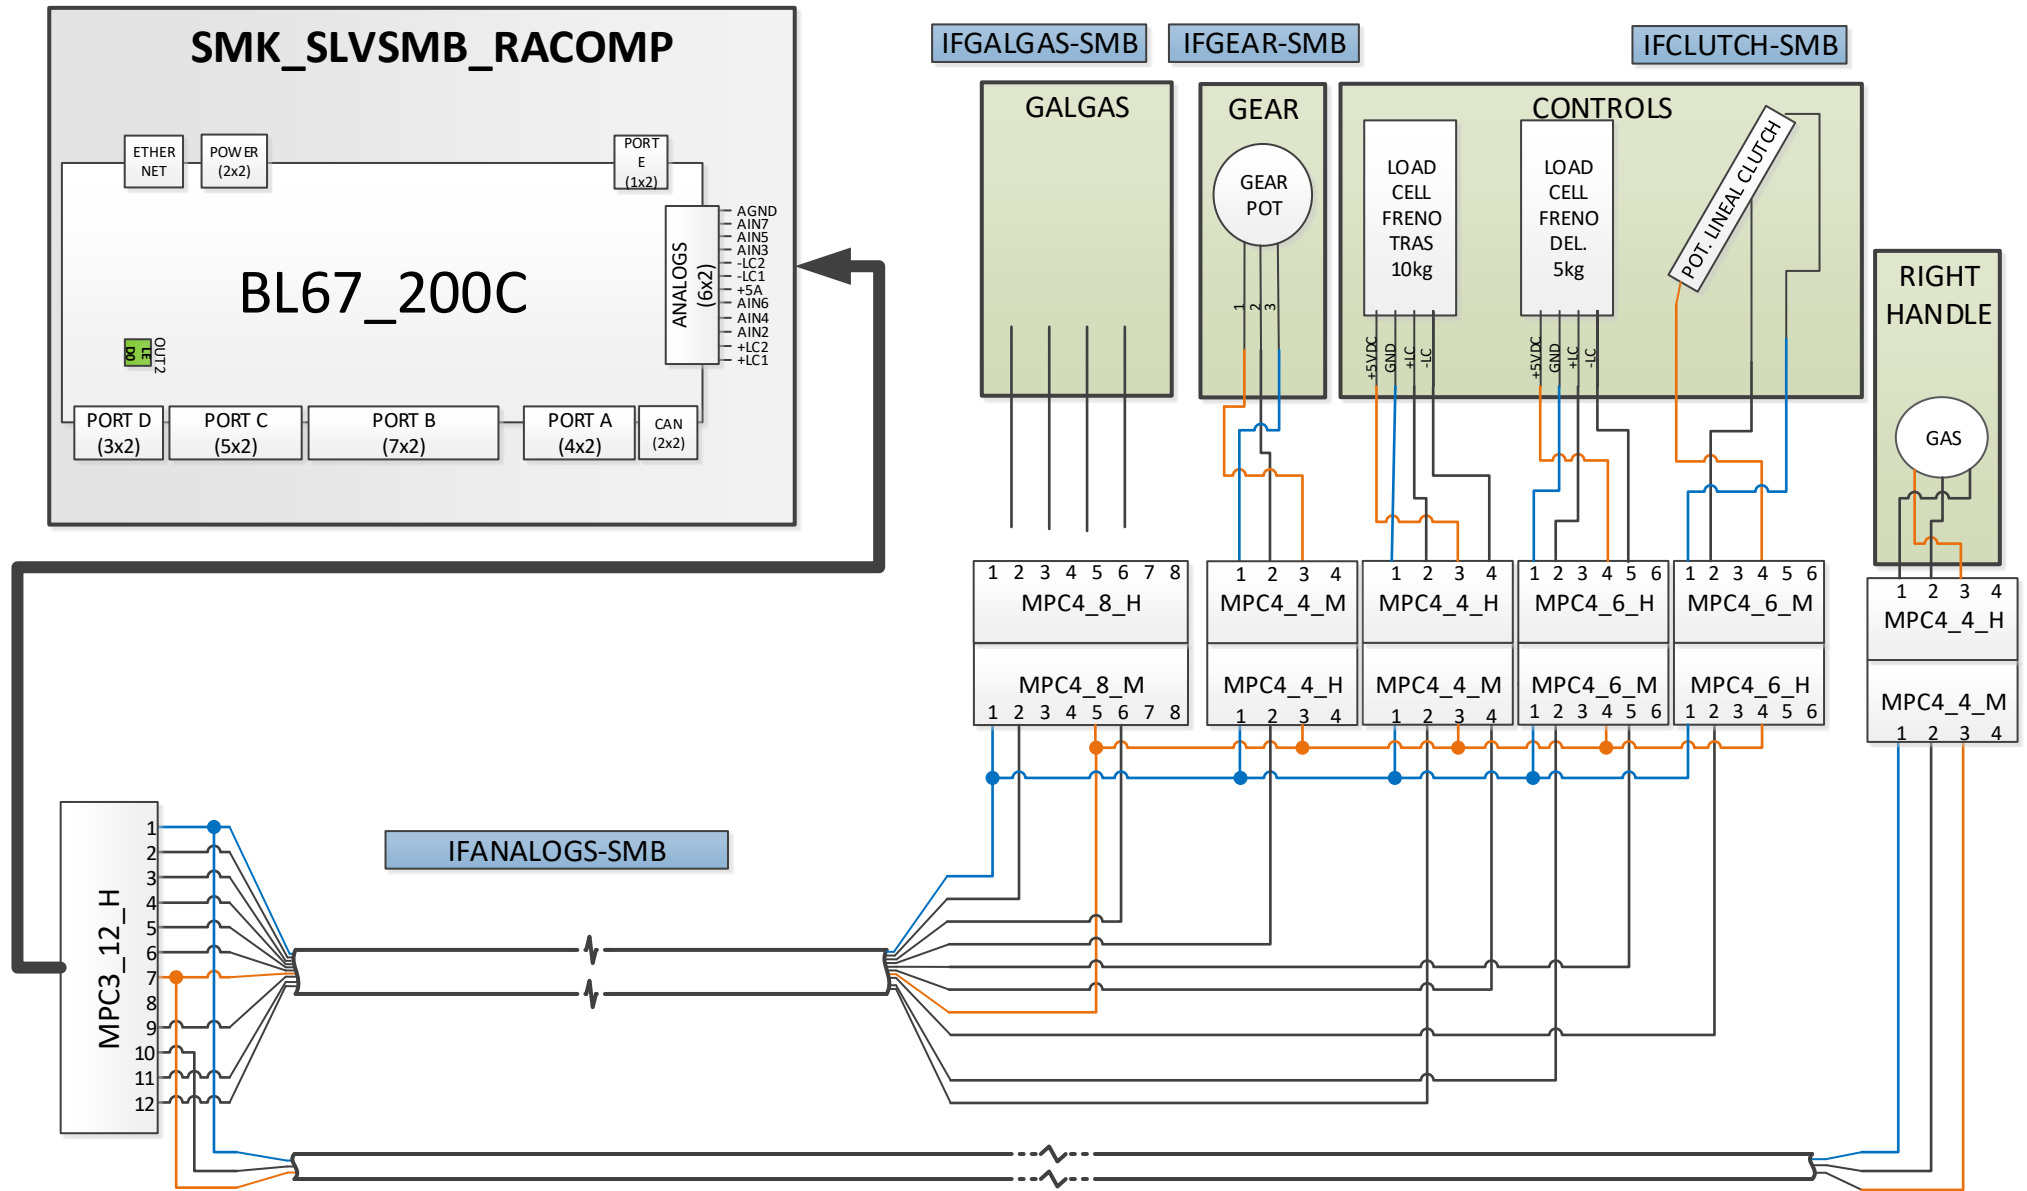 SMK_SLVSMB_RACOMP
ETHER
NET
POWER
(2x2)
PORT
E
(1x2)
BL67_200C
ANALOGS
(6x2)
AGND
AIN7
AIN5
AIN3
-LC2
-LC1
+5A
AIN6
AIN4
AIN2
+LC2
+LC1
LE
D0
OUT2
PORT D
(3x2)
PORT C
(5x2)
PORT B
(7x2)
PORT A
(4x2)
CAN
(2x2)
IFGALGAS-SMB
IFGEAR-SMB
IFCLUTCH-SMB
GALGAS
GEAR
GEAR
POT
1
2
3
CONTROLS
LOAD
CELL
FRENO
TRAS
10kg
+5VDC
GND
+LC
-LC
LOAD
CELL
FRENO
DEL.
5kg
+5VDC
GND
+LC
-LC
POT. LINEAL CLUTCH
RIGHT
HANDLE
GAS
1 2 3 4 5 6 7 8
MPC4_8_H
MPC4_8_M
1 2 3 4 5 6 7 8
1 2 3 4
MPC4_4_M
MPC4_4_H
1 2 3 4
1 2 3 4
MPC4_4_H
MPC4_4_M
1 2 3 4
1 2 3 4 5 6
MPC4_6_H
MPC4_6_M
1 2 3 4 5 6
1 2 3 4 5 6
MPC4_6_M
MPC4_6_H
1 2 3 4 5 6
1 2 3 4
MPC4_4_H
MPC4_4_M
1 2 3 4
IFANALOGS-SMB
MPC3_12_H
1
2
3
4
5
6
7
8
9
10
11
12